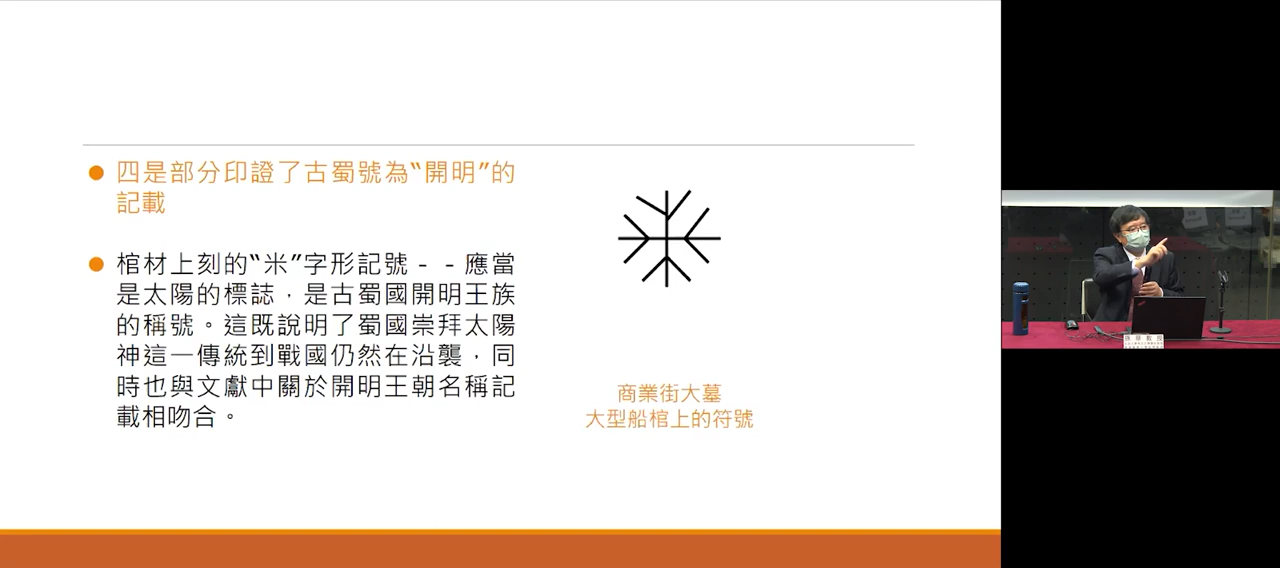 四是部分印證了古蜀號為“開明”的
記載
棺材上刻的“米”字形記號－－應當
是太陽的標誌，是古蜀國開明王族
的稱號。這既說明了蜀國崇拜太陽
神這一傳統到戰國仍然在沿襲，同
時也與文獻中關於開明王朝名稱記
載相吻合。
商業街大墓
大型船棺上的符號